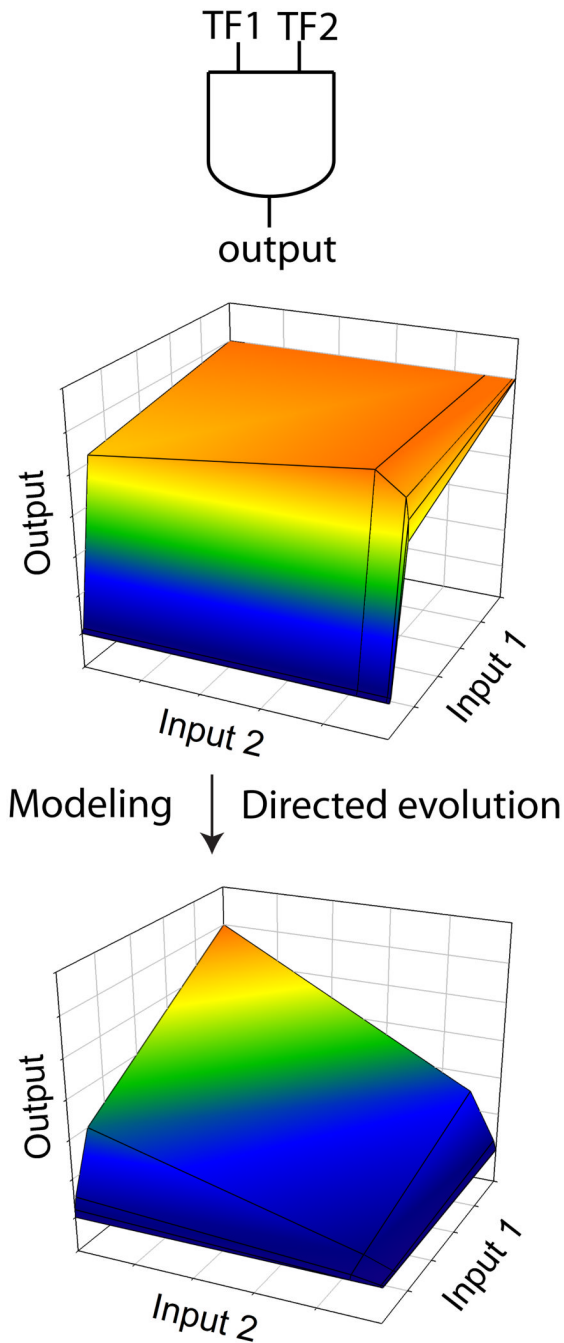 TF1 TF2
output
Output
Input 2
Input 1
Modeling
Directed evolution
Output
Input 2
Input 1